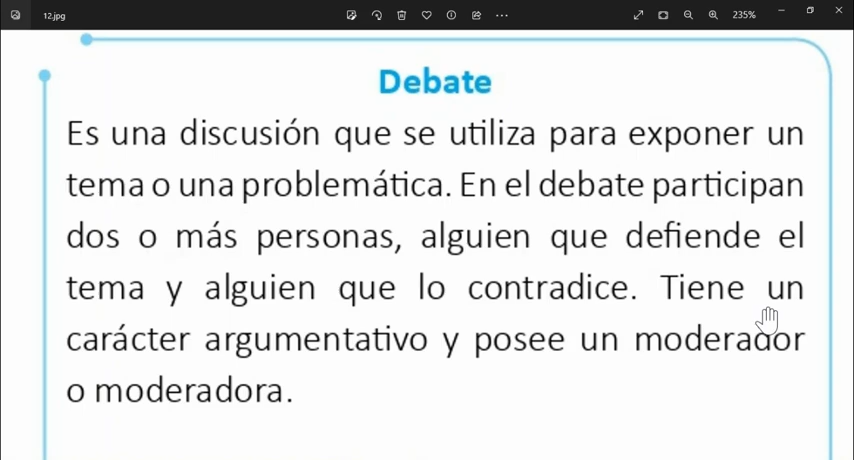 12.jpg
235%
Debate
Es una discusión que se utiliza para exponer un
tema o una problemática. En el debate participan
dos o más personas, alguien que defiende el
tema y alguien que lo contradice. Tiene un
carácter argumentativo y posee un moderador
o moderadora.